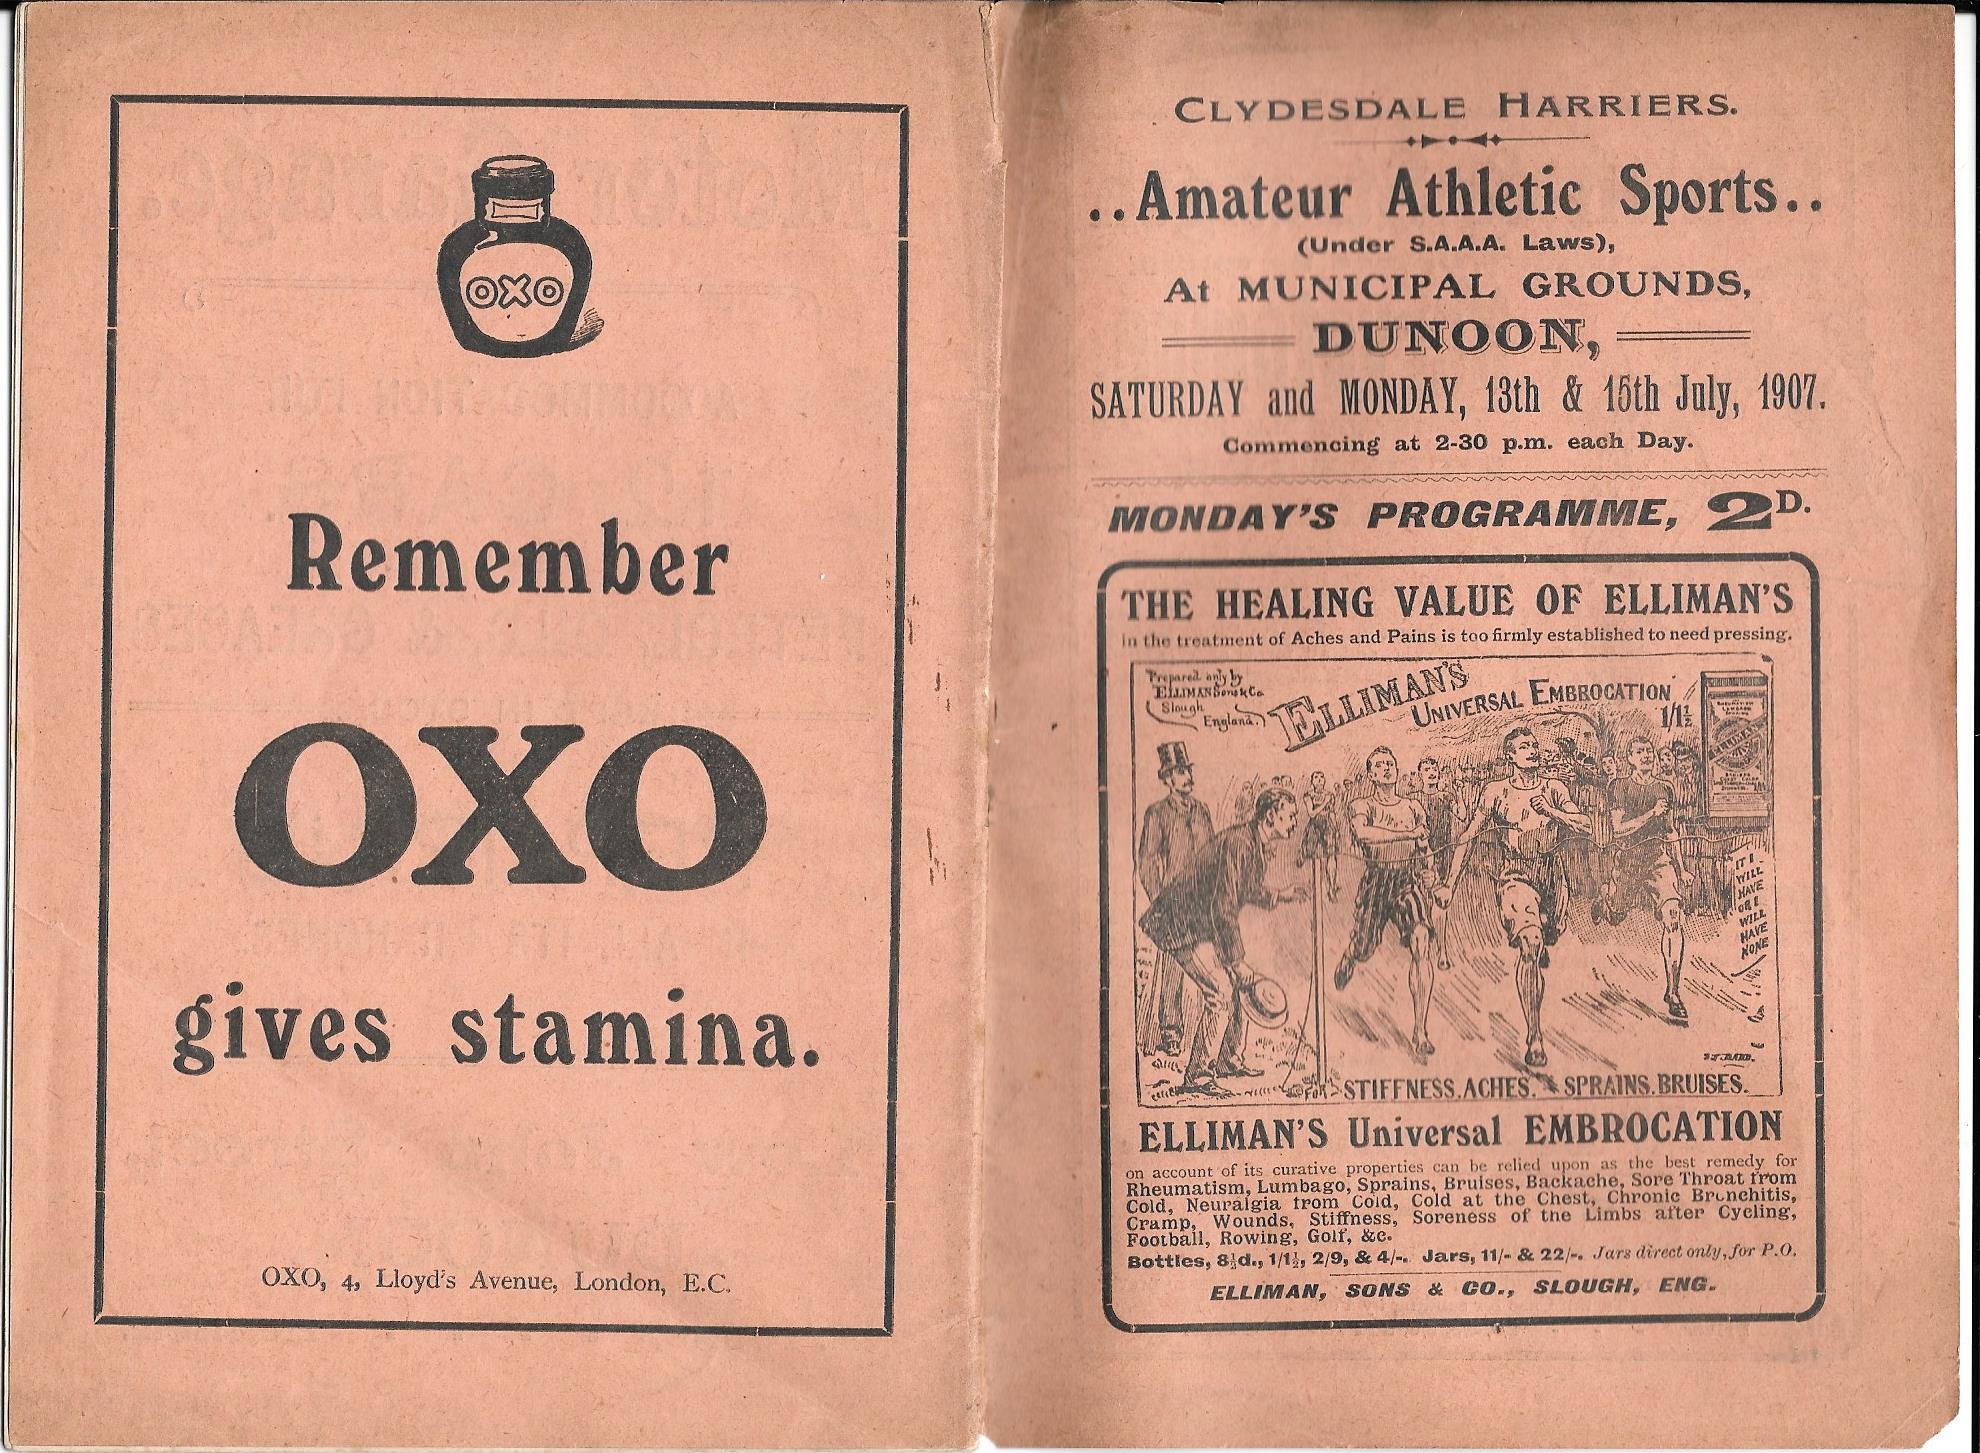 OXO
Remember
OXO
gives stamina.
OXO, 4, Lloyd's Avenue, London, E.C.
CLYDESDALE HARRIERS.
..Amateur Athletic Sports..
(Under S.A.A.A. Laws),
At MUNICIPAL GROUNDS,
DUNOON,
SATURDAY and MONDAY, 13th & 15th July, 1907.
Commencing at 2-30 p.m. each Day.
MONDAY'S PROGRAMME, 2D.
THE HEALING VALUE OF ELLIMAN'S
in the treatment of Aches and Pains is too firmly established to need pressing.
Prepared only by
ELLIMAN Sons & Co.
Slough
England.
ELLIMAN'S
UNIVERSAL EMBROCATION
1/1½
IT I
WILL
HAVE
OR I
WILL
HAVE
NONE
FOR STIFFNESS. ACHES. SPRAINS. BRUISES.
ELLIMAN'S Universal EMBROCATION
on account of its curative properties can be relied upon as the best remedy for
Rheumatism, Lumbago, Sprains, Bruises, Backache, Sore Throat from
Cold, Neuralgia from Cold, Cold at the Chest, Chronic Bronchitis,
Cramp, Wounds, Stiffness, Soreness of the Limbs after Cycling,
Football, Rowing, Golf, &c.
Bottles, 8½d., 1/1½, 2/9, & 4/-. Jars, 11/- & 22/-. Jars direct only, for P.O.
ELLIMAN, SONS & CO., SLOUGH, ENG.